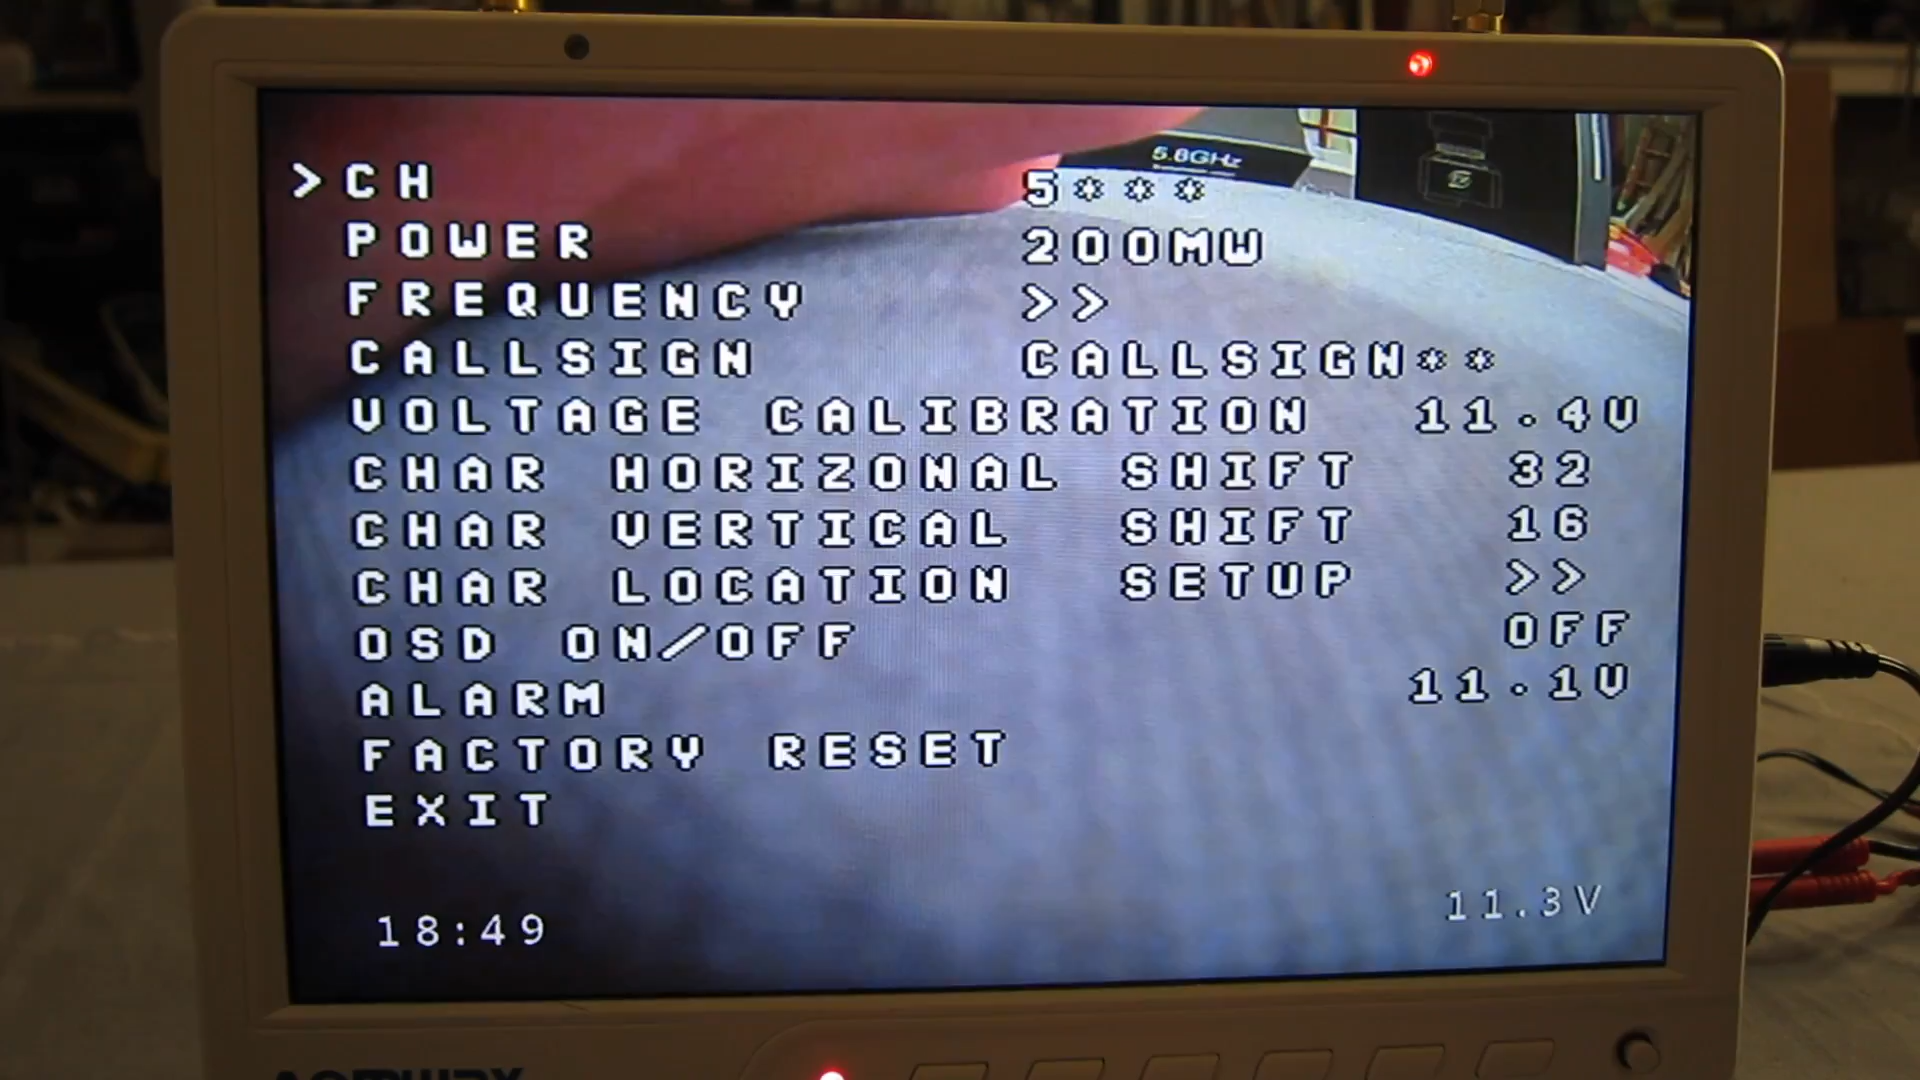 5.8GHz
>CH 5***
POWER 200MW
FREQUENCY >>
CALLSIGN CALLSIGN**
VOLTAGE CALIBRATION 11.4V
CHAR HORIZONAL SHIFT 32
CHAR VERTICAL SHIFT 16
CHAR LOCATION SETUP >>
OSD ON/OFF OFF
ALARM 11.1V
FACTORY RESET
EXIT
18:49 11.3V